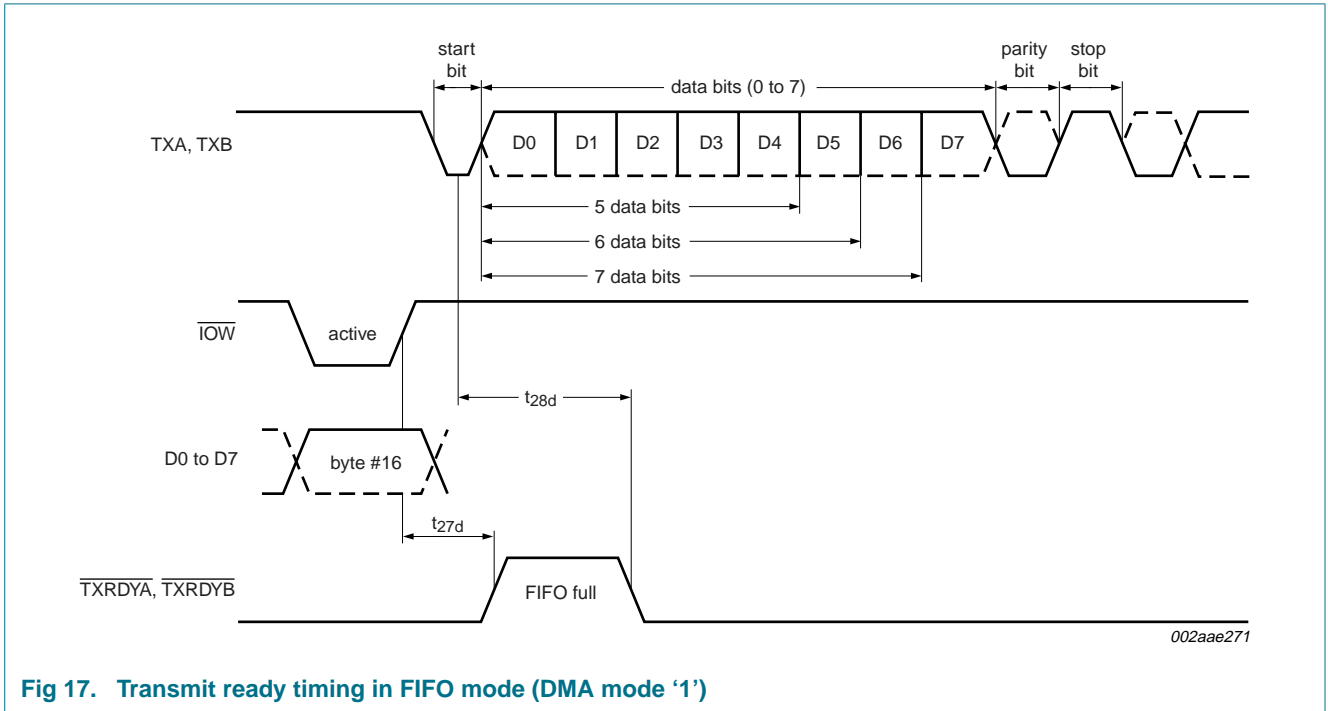 start
bit
data bits (0 to 7)
parity
bit
stop
bit
TXA, TXB
D0 D1 D2 D3 D4 D5 D6 D7
5 data bits
6 data bits
7 data bits
IOW
active
t28d
D0 to D7
byte #16
t27d
TXRDYA, TXRDYB
FIFO full
002aae271
Fig 17. Transmit ready timing in FIFO mode (DMA mode ‘1’)